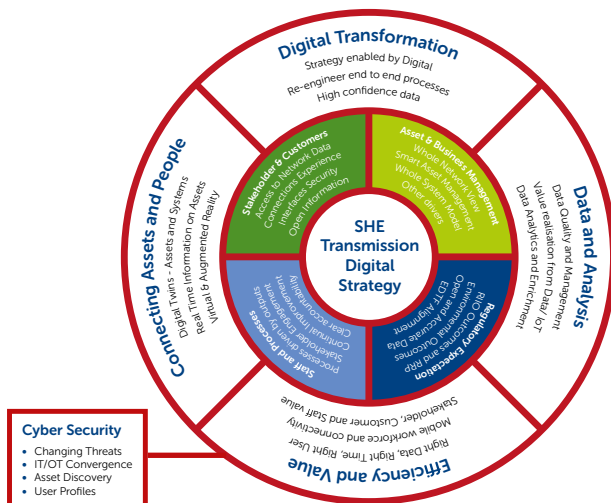 Digital Transformation
Strategy enabled by Digital
Re-engineer end to end processes
High confidence data
Connecting Assets and People
Digital Twins - Assets and Systems
Real Time Information on Assets
Virtual & Augmented Reality
Stakeholder & Customers
Access to Network Data
Connections Experience
Interfaces Security
Open Information
Asset & Business Management
Whole Network View
Smart Asset Management
Whole System Model
Other drivers
Data and Analysis
Data Quality and Management
Value realisation from Data/ IoT
Data Analytics and Enrichment
SHE
Transmission
Digital
Strategy
Staff and Processes
Processes driven by outputs
Stakeholder Engagement
Continual Improvement
Clear accountability
Regulatory Expectation
RIIO Outcomes and RRP
Environmental Outcomes
Open and Accurate Data
EDTF Alignment
Efficiency and Value
Right Data, Right Time, Right User
Mobile workforce and connectivity
Stakeholder, Customer and Staff value
Cyber Security
• Changing Threats
• IT/OT Convergence
• Asset Discovery
• User Profiles